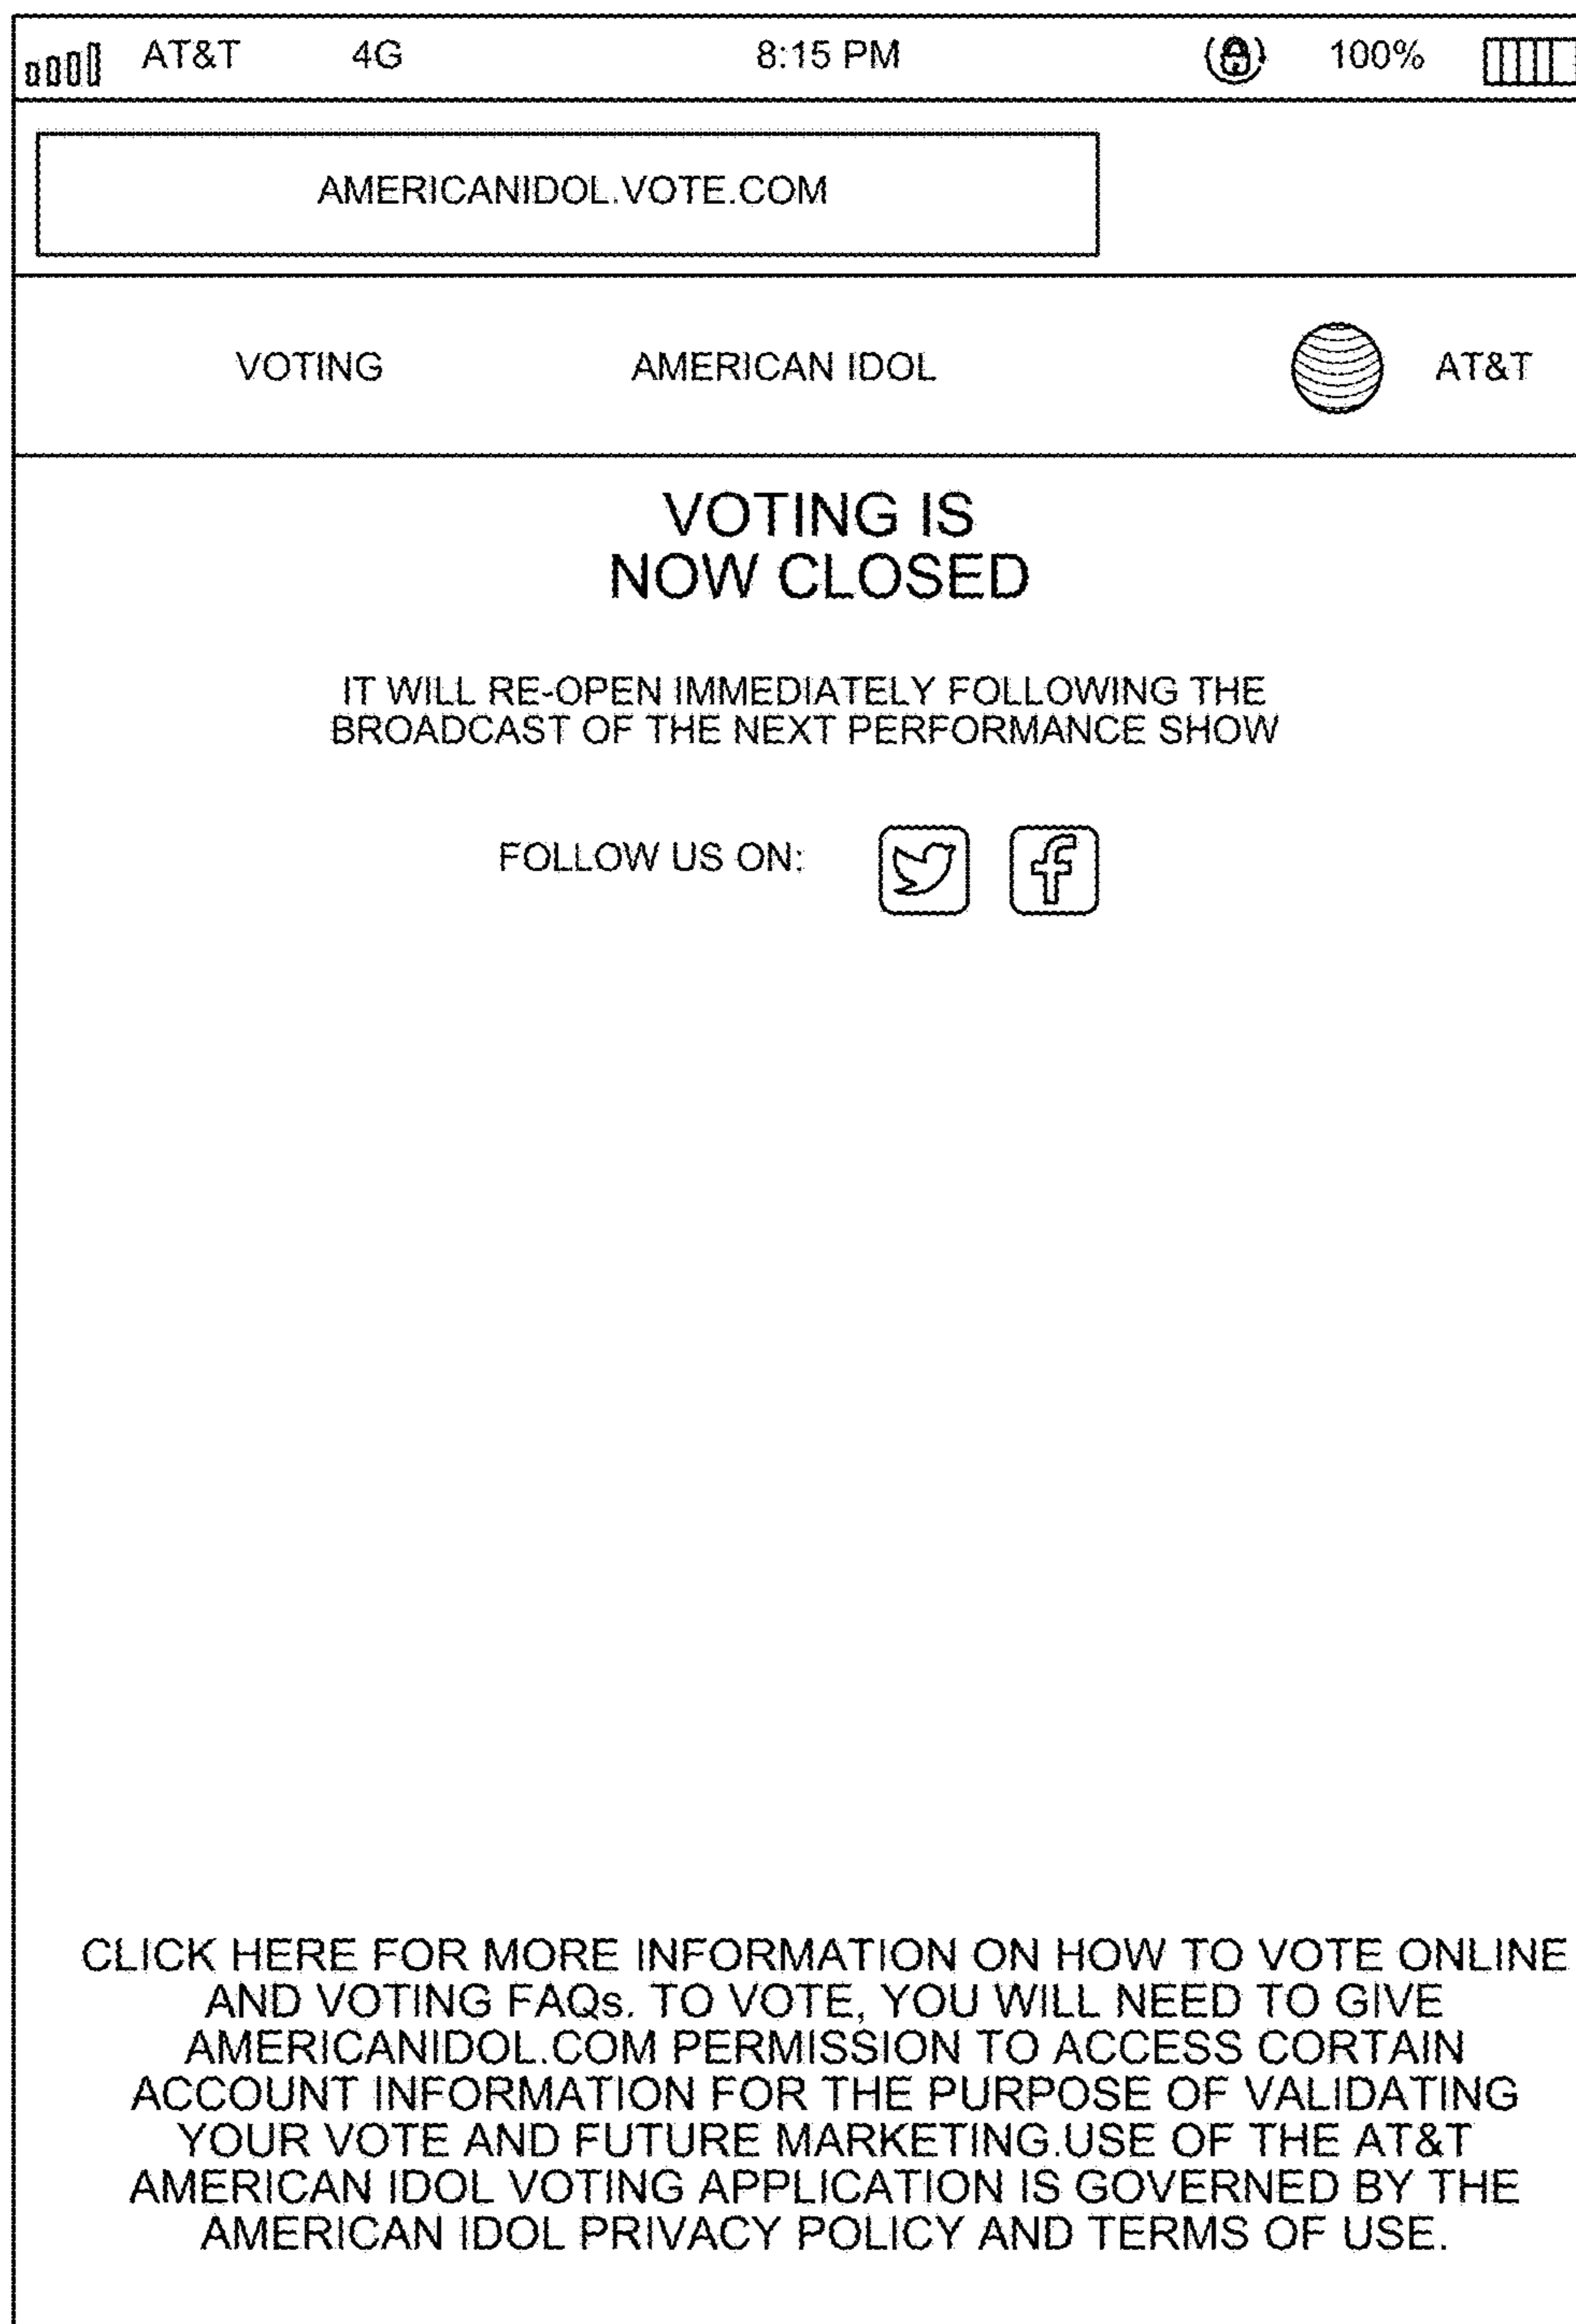 AT&T 4G 8:15 PM 100%
AMERICANIDOL.VOTE.COM
VOTING AMERICAN IDOL AT&T
VOTING IS
NOW CLOSED
IT WILL RE-OPEN IMMEDIATELY FOLLOWING THE
BROADCAST OF THE NEXT PERFORMANCE SHOW
FOLLOW US ON:
CLICK HERE FOR MORE INFORMATION ON HOW TO VOTE ONLINE
AND VOTING FAQs. TO VOTE, YOU WILL NEED TO GIVE
AMERICANIDOL.COM PERMISSION TO ACCESS CORTAIN
ACCOUNT INFORMATION FOR THE PURPOSE OF VALIDATING
YOUR VOTE AND FUTURE MARKETING.USE OF THE AT&T
AMERICAN IDOL VOTING APPLICATION IS GOVERNED BY THE
AMERICAN IDOL PRIVACY POLICY AND TERMS OF USE.